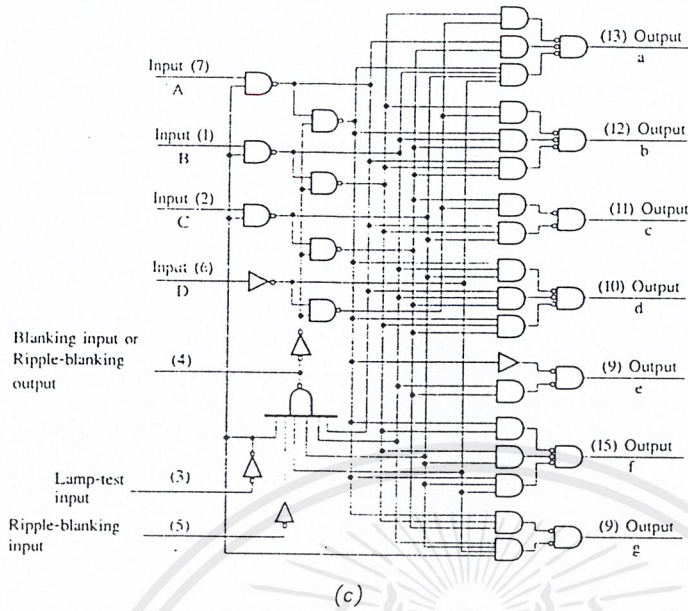 Input (7)
A
Input (1)
B
Input (2)
C
Input (6)
D
Blanking input or
Ripple-blanking
output
(4)
Lamp-test
input
(3)
Ripple-blanking
input
(5)
(13) Output
a
(12) Output
b
(11) Output
c
(10) Output
d
(9) Output
e
(15) Output
f
(9) Output
g
(c)